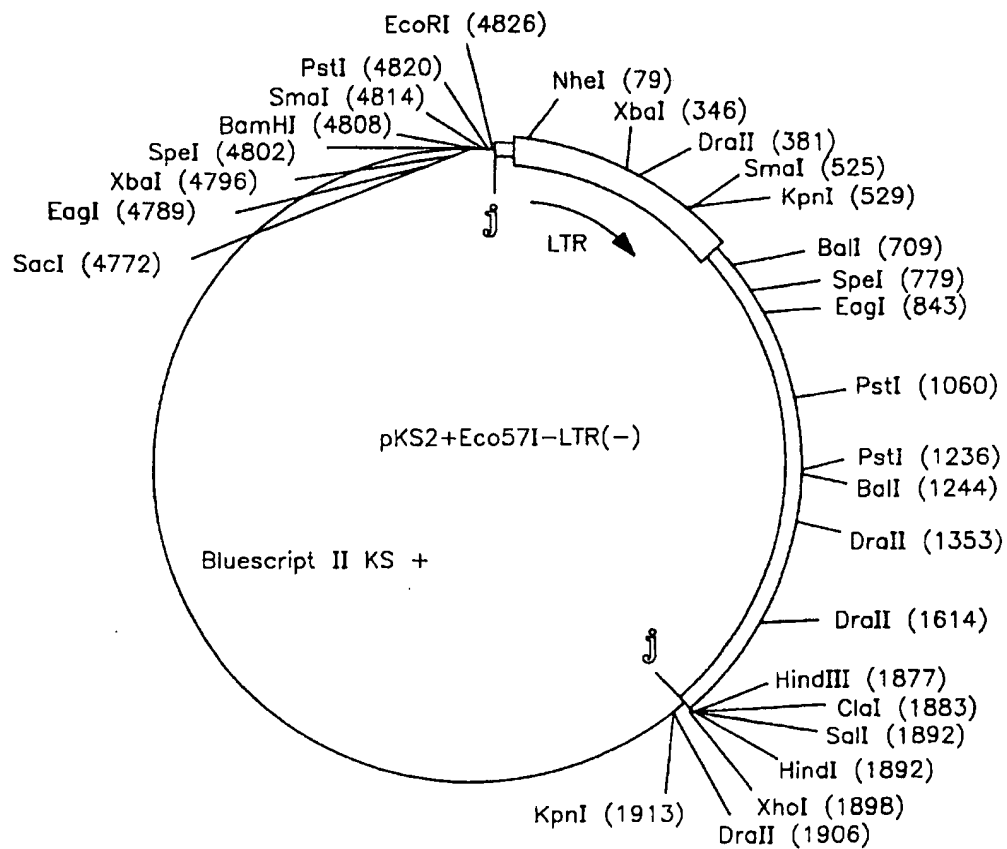 EcoRI (4826)
PstI (4820)
SmaI (4814)
BamHI (4808)
SpeI (4802)
XbaI (4796)
EagI (4789)
SacI (4772)
NheI (79)
XbaI (346)
DraII (381)
SmaI (525)
KpnI (529)
j
LTR
BalI (709)
SpeI (779)
EagI (843)
PstI (1060)
pKS2+Eco57I-LTR(-)
PstI (1236)
BalI (1244)
DraII (1353)
Bluescript II KS +
DraII (1614)
j
HindIII (1877)
ClaI (1883)
SalI (1892)
HindI (1892)
XhoI (1898)
KpnI (1913)
DraII (1906)